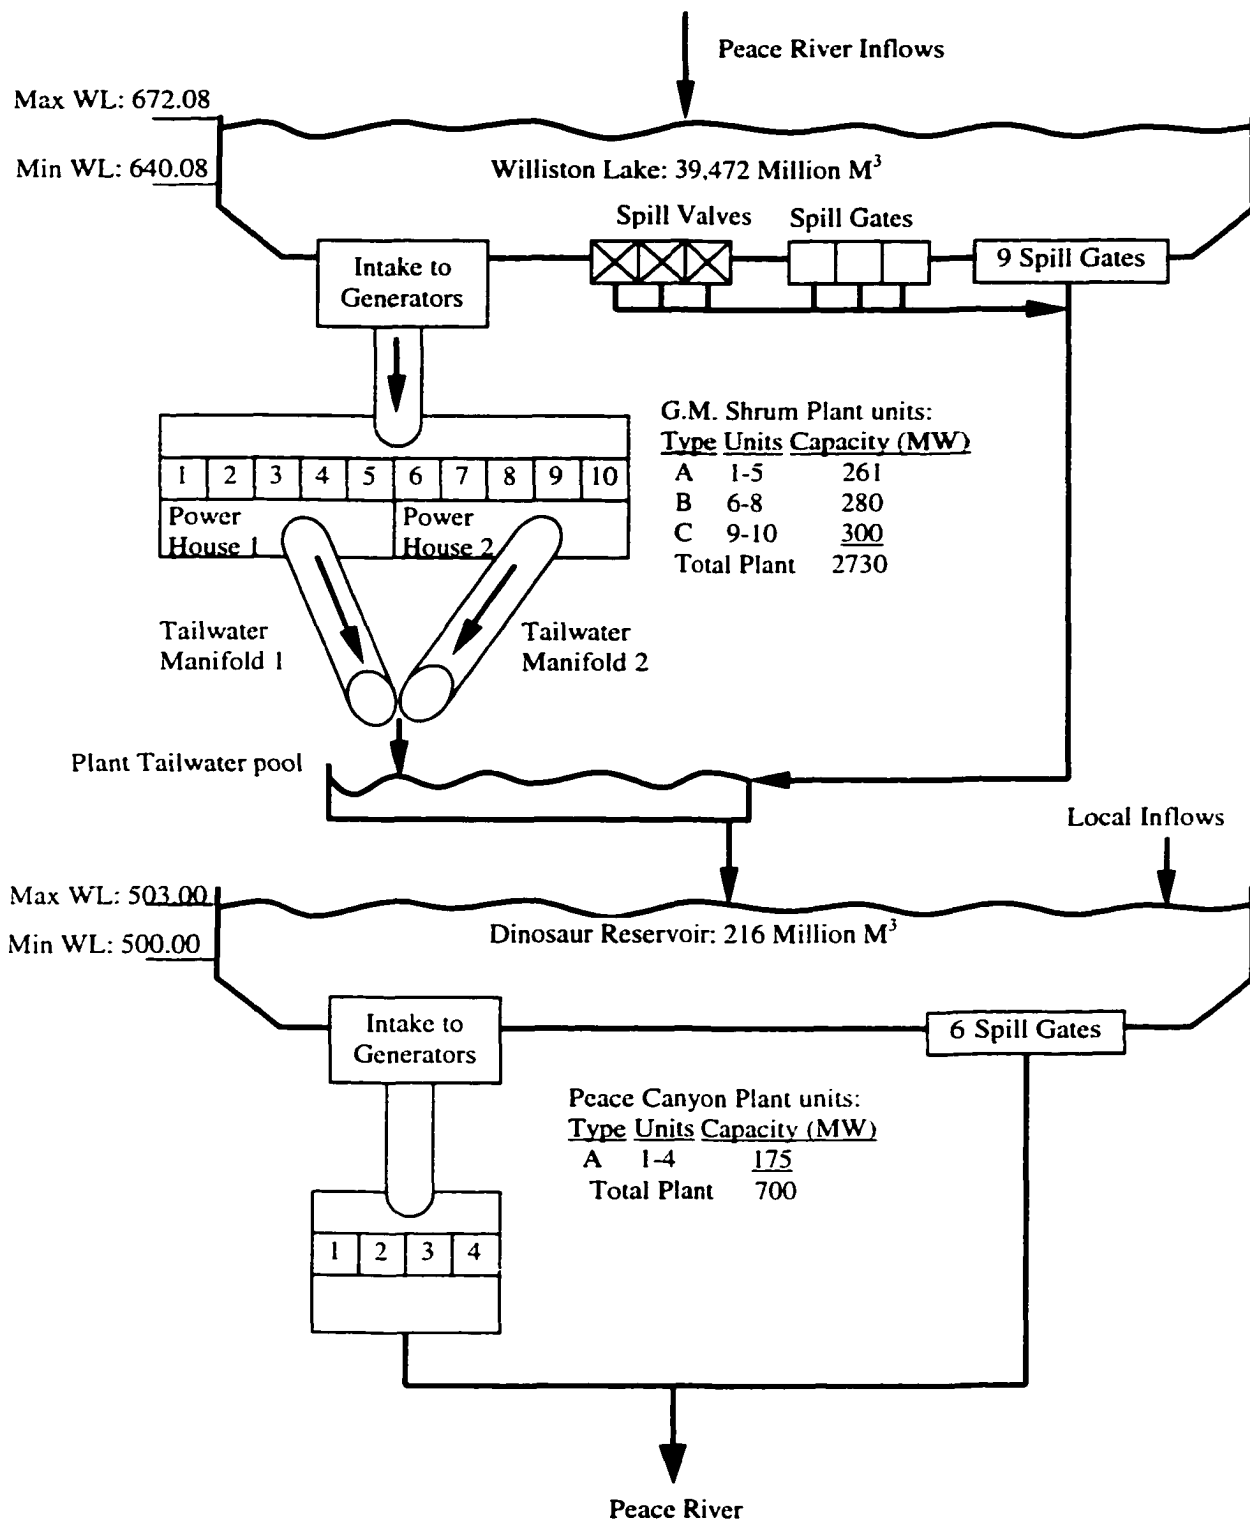 Peace River Inflows
Max WL: 672.08
Min WL: 640.08
Williston Lake: 39,472 Million M³
Spill Valves
Spill Gates
Intake to
Generators
9 Spill Gates
G.M. Shrum Plant units:
Type Units Capacity (MW)
A 1-5 261
B 6-8 280
C 9-10 300
Total Plant 2730
1 2 3 4 5 6 7 8 9 10
Power
House 1
Power
House 2
Tailwater
Manifold 1
Tailwater
Manifold 2
Plant Tailwater pool
Local Inflows
Max WL: 503.00
Min WL: 500.00
Dinosaur Reservoir: 216 Million M³
Intake to
Generators
6 Spill Gates
Peace Canyon Plant units:
Type Units Capacity (MW)
A 1-4 175
Total Plant 700
1 2 3 4
Peace River